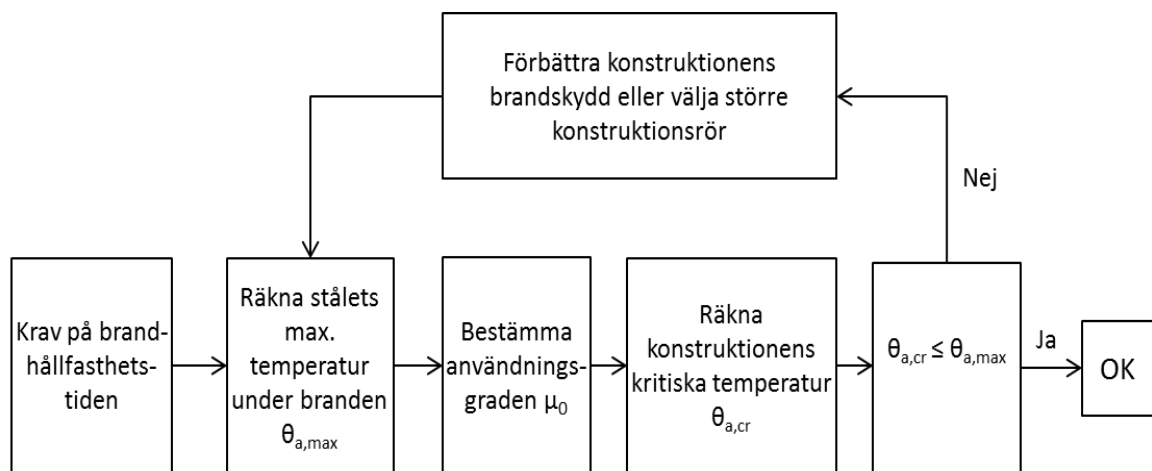 Förbättra konstruktionens
brandskydd eller välja större
konstruktionsrör
Nej
Krav på brand-
hållfasthets-
tiden
Räkna stålets
max.
temperatur
under branden
θa,max
Bestämma
användnings-
graden μ0
Räkna
konstruktionens
kritiska temperatur
θa,cr
θa,cr ≤ θa,max
Ja
OK